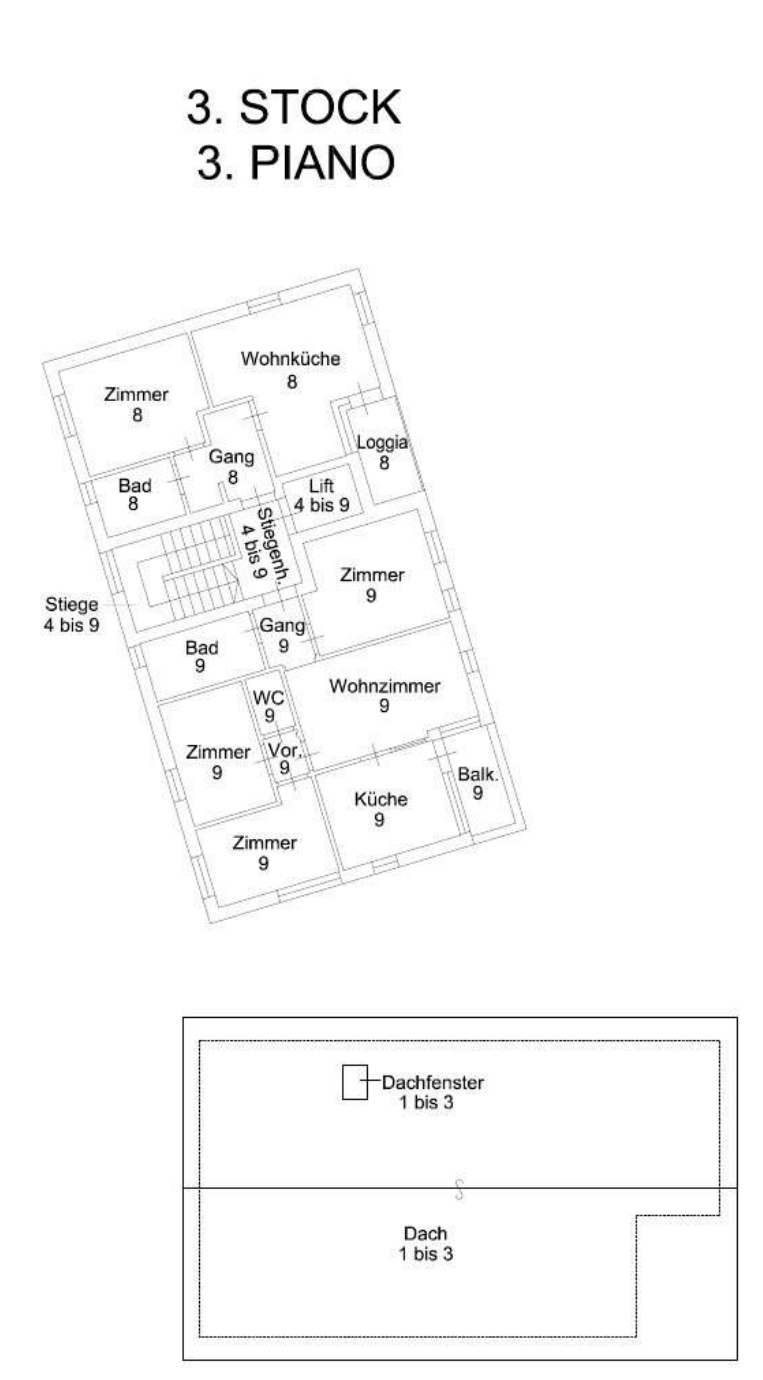 3. STOCK
3. PIANO
Wohnküche
8
Zimmer
8
Loggia
8
Gang
8
Bad
8
Lift
4 bis 9
Stiegenh.
4 bis 9
Zimmer
9
Stiege
4 bis 9
Gang
9
Bad
9
Wohnzimmer
9
WC
9
Zimmer
9
Vor.
9
Balk.
9
Küche
9
Zimmer
9
Dachfenster
1 bis 3
Dach
1 bis 3